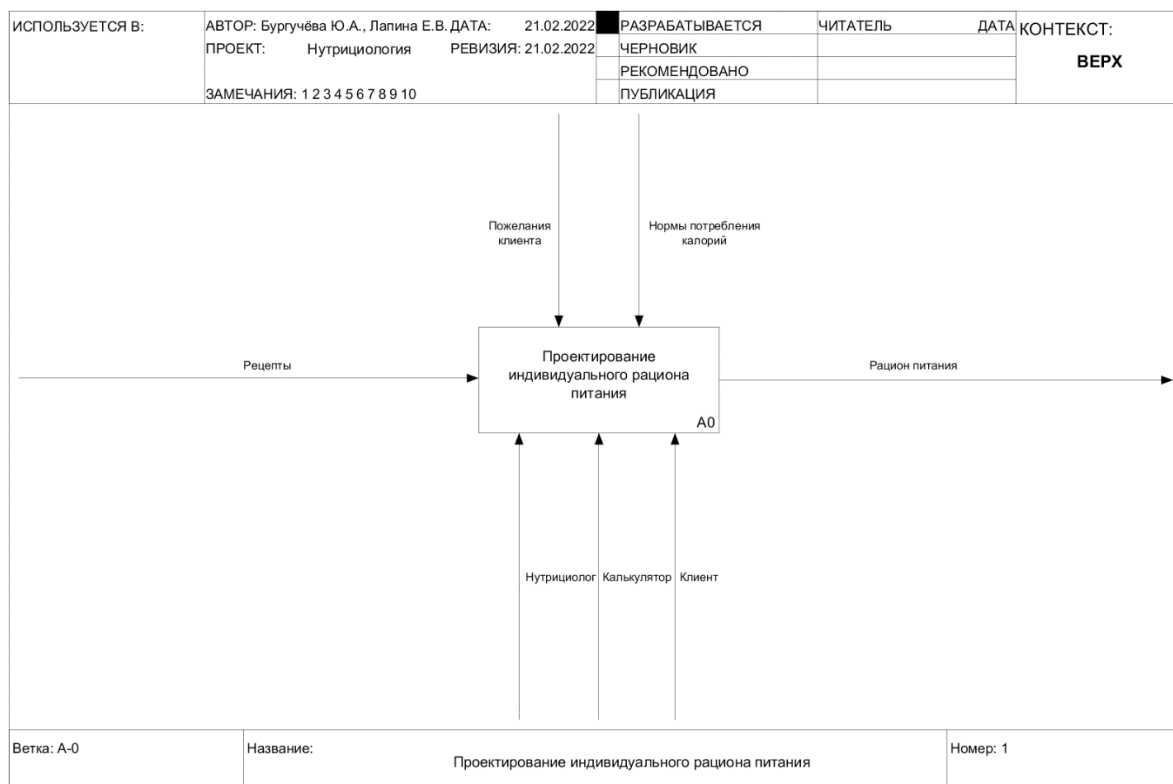 ИСПОЛЬЗУЕТСЯ В:
АВТОР: Бургучёва Ю.А., Лапина Е.В. ДАТА: 21.02.2022
ПРОЕКТ: Нутрициология РЕВИЗИЯ: 21.02.2022
ЗАМЕЧАНИЯ: 1 2 3 4 5 6 7 8 9 10
РАЗРАБАТЫВАЕТСЯ
ЧЕРНОВИК
РЕКОМЕНДОВАНО
ПУБЛИКАЦИЯ
ЧИТАТЕЛЬ ДАТА
КОНТЕКСТ:
ВЕРХ
Пожелания
клиента
Нормы потребления
калорий
Рецепты
Проектирование
индивидуального рациона
питания
A0
Рацион питания
Нутрициолог
Калькулятор
Клиент
Ветка: A-0
Название:
Проектирование индивидуального рациона питания
Номер: 1